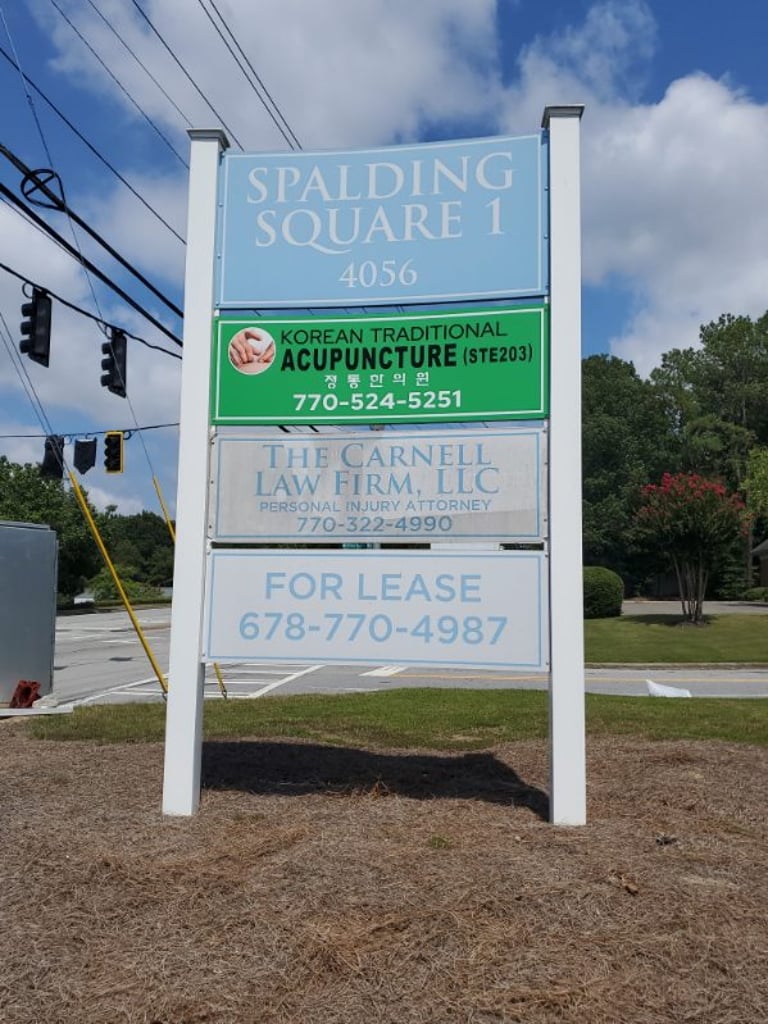 SPALDING
SQUARE 1
4056
KOREAN TRADITIONAL
ACUPUNCTURE (STE203)
정통한의원
770-524-5251
THE CARNELL
LAW FIRM, LLC
PERSONAL INJURY ATTORNEY
770-322-4990
FOR LEASE
678-770-4987